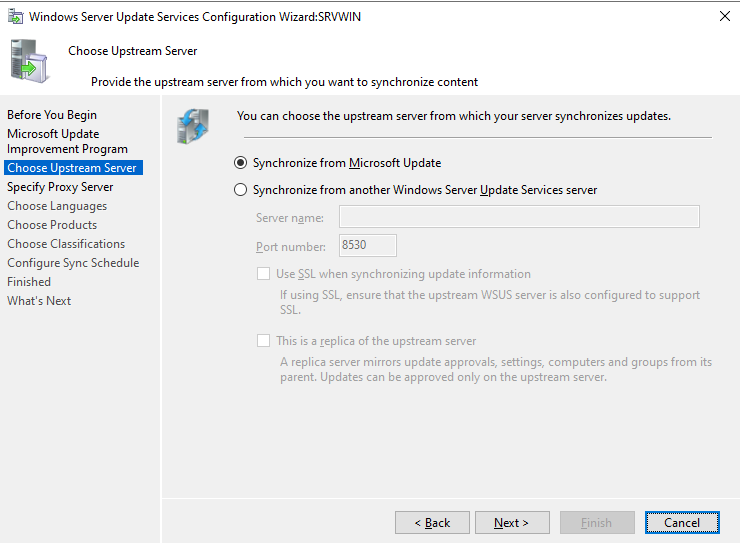 Windows Server Update Services Configuration Wizard:SRVWIN
Choose Upstream Server
Provide the upstream server from which you want to synchronize content
Before You Begin
Microsoft Update
Improvement Program
Choose Upstream Server
Specify Proxy Server
Choose Languages
Choose Products
Choose Classifications
Configure Sync Schedule
Finished
What's Next
You can choose the upstream server from which your server synchronizes updates.
Synchronize from Microsoft Update
Synchronize from another Windows Server Update Services server
Server name:
Port number: 8530
Use SSL when synchronizing update information
If using SSL, ensure that the upstream WSUS server is also configured to support
SSL.
This is a replica of the upstream server
A replica server mirrors update approvals, settings, computers and groups from its
parent. Updates can be approved only on the upstream server.
< Back
Next >
Finish
Cancel